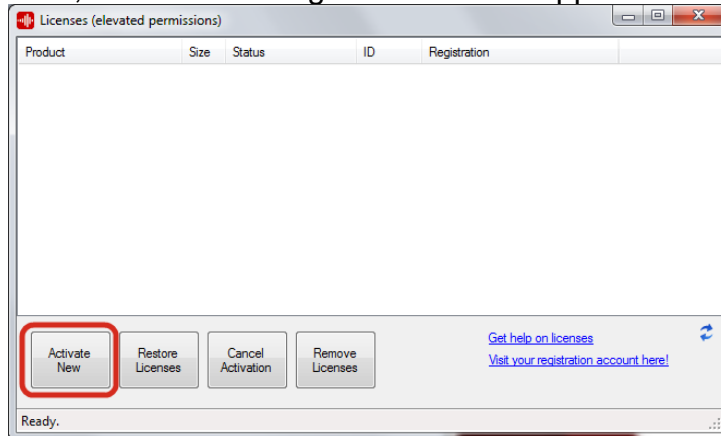 Licenses (elevated permissions)
Product Size Status ID Registration
Activate New
Restore Licenses
Cancel Activation
Remove Licenses
Get help on licenses
Visit your registration account here!
Ready.